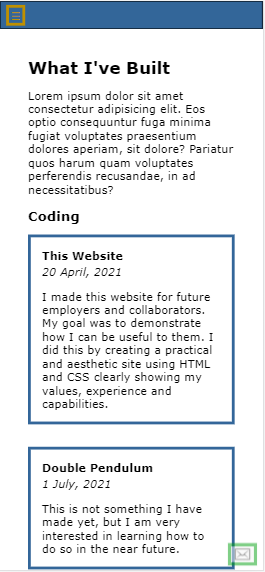 What I've Built
Lorem ipsum dolor sit amet
consectetur adipisicing elit. Eos
optio consequuntur fuga minima
fugiat voluptates praesentium
dolores aperiam, sit dolore? Pariatur
quos harum quam voluptates
perferendis recusandae, in ad
necessitatibus?
Coding
This Website
20 April, 2021
I made this website for future
employers and collaborators.
My goal was to demonstrate
how I can be useful to them. I
did this by creating a practical
and aesthetic site using HTML
and CSS clearly showing my
values, experience and
capabilities.
Double Pendulum
1 July, 2021
This is not something I have
made yet, but I am very
interested in learning how to
do so in the near future.